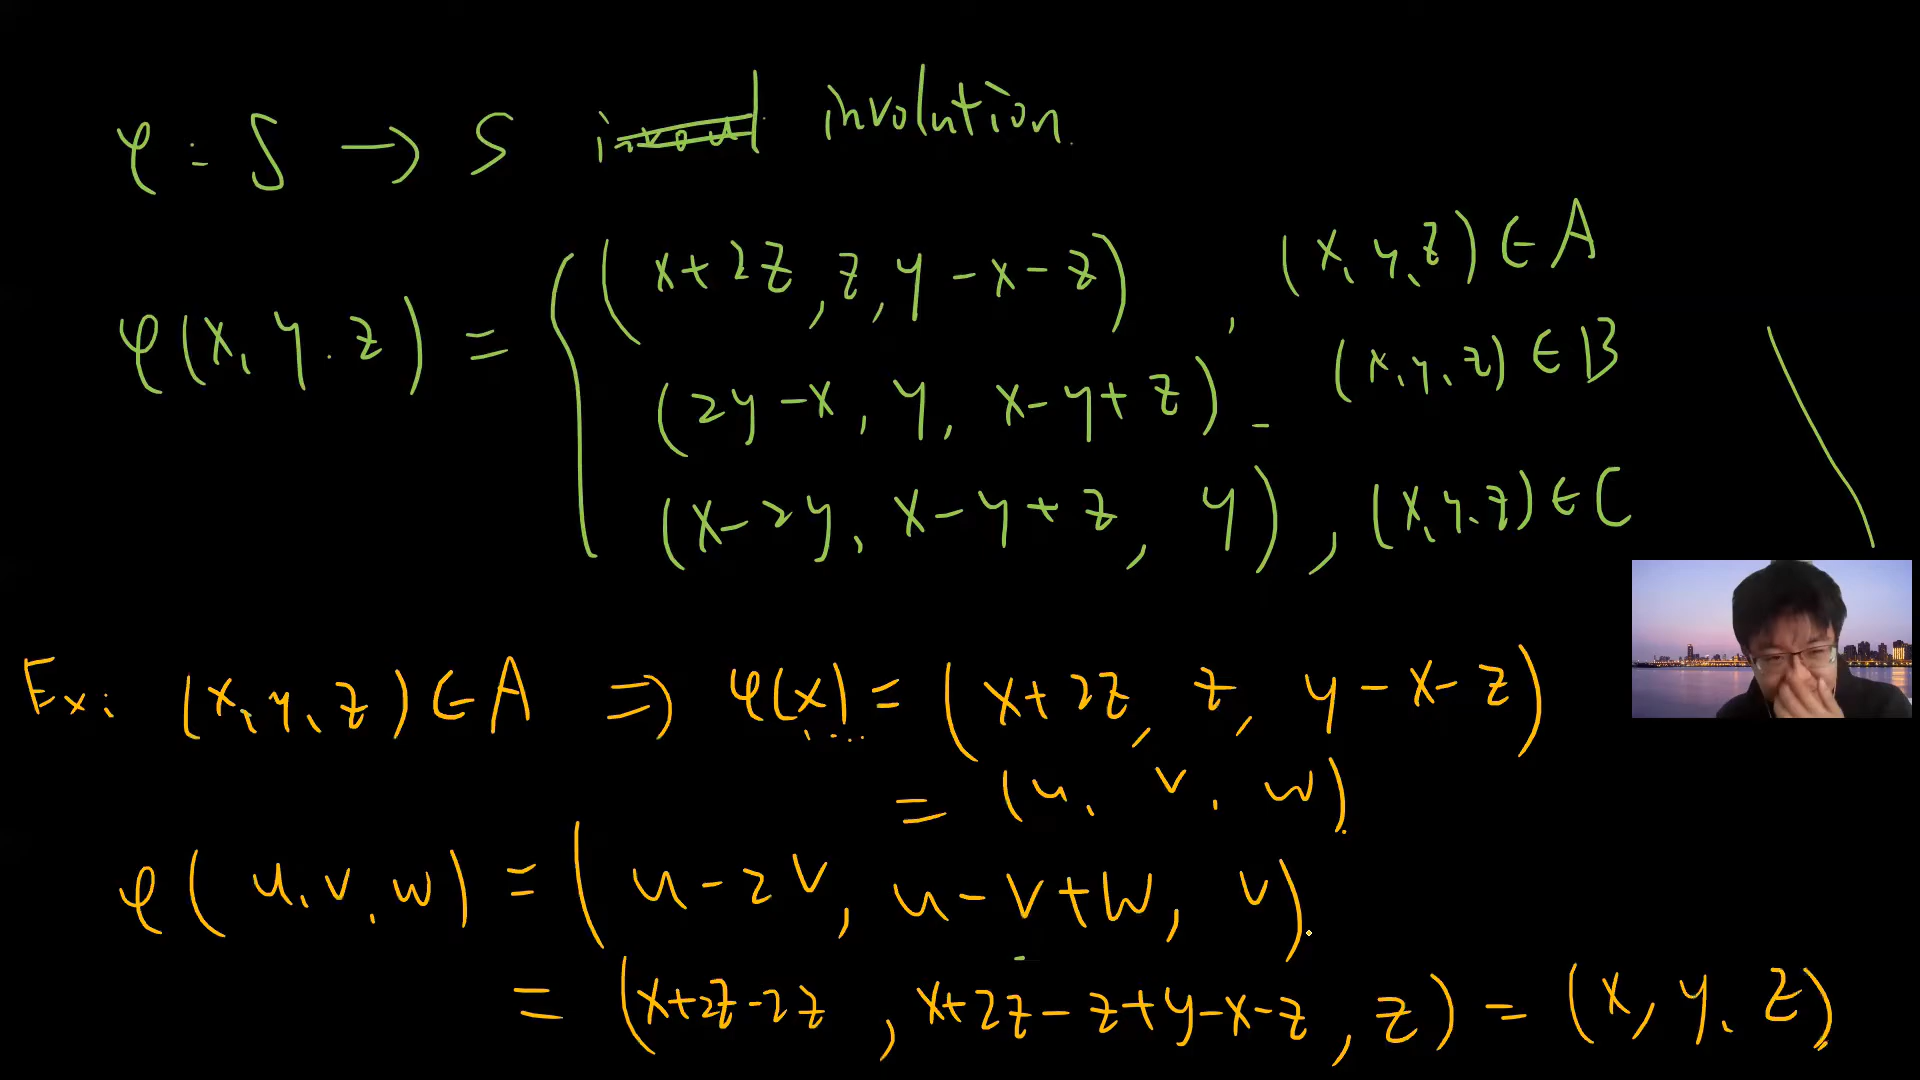 φ : S → S involution.
φ(x, y, z) = { (x+2z, z, y-x-z), (x, y, z) ∈ A
(2y-x, y, x-y+z), (x, y, z) ∈ B
(x-2y, x-y+z, y), (x, y, z) ∈ C
Ex: (x, y, z) ∈ A ⇒ φ(x) = (x+2z, z, y-x-z)
= (u, v, w).
φ(u, v, w) = (u-2v, u-v+w, v).
= (x+2z-2z, x+2z-z+y-x-z, z) = (x, y, z)